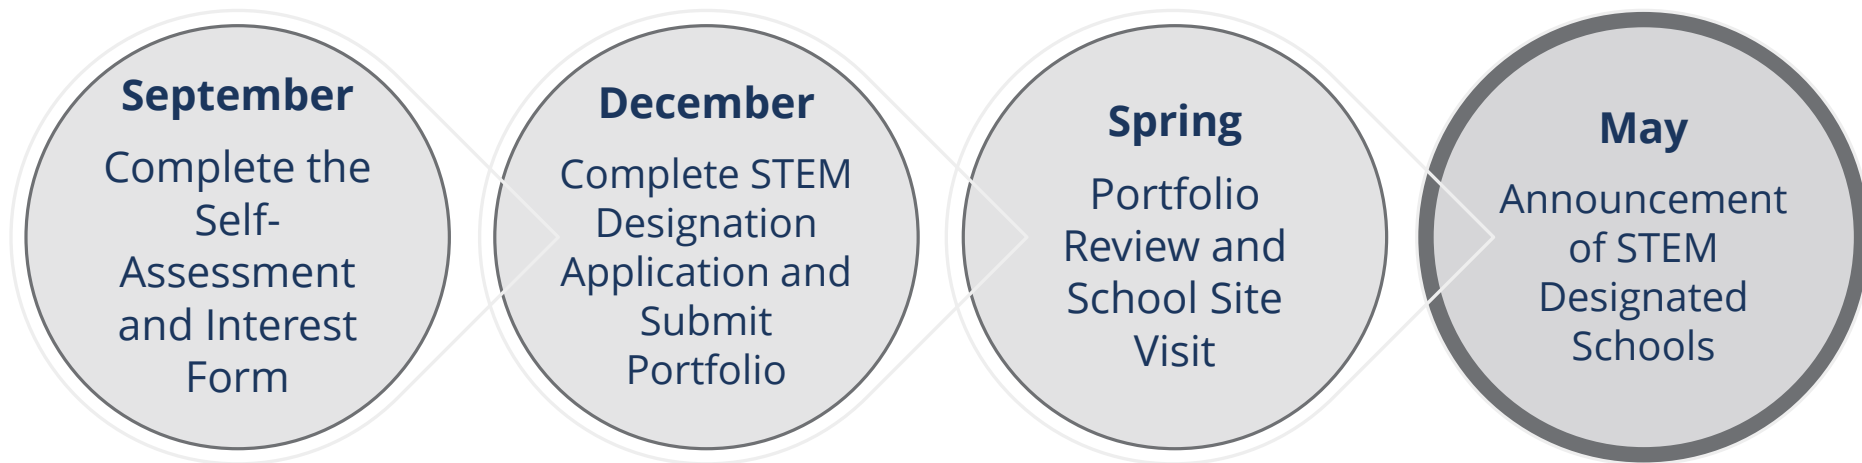 September
Complete the
Self-
Assessment
and Interest
Form
December
Complete STEM
Designation
Application and
Submit
Portfolio
Spring
Portfolio
Review and
School Site
Visit
May
Announcement
of STEM
Designated
Schools